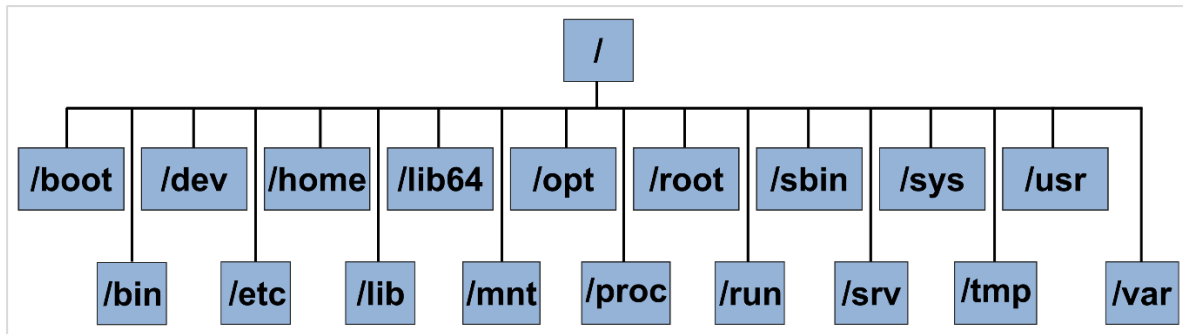 /
/boot /dev /home /lib64 /opt /root /sbin /sys /usr
/bin /etc /lib /mnt /proc /run /srv /tmp /var